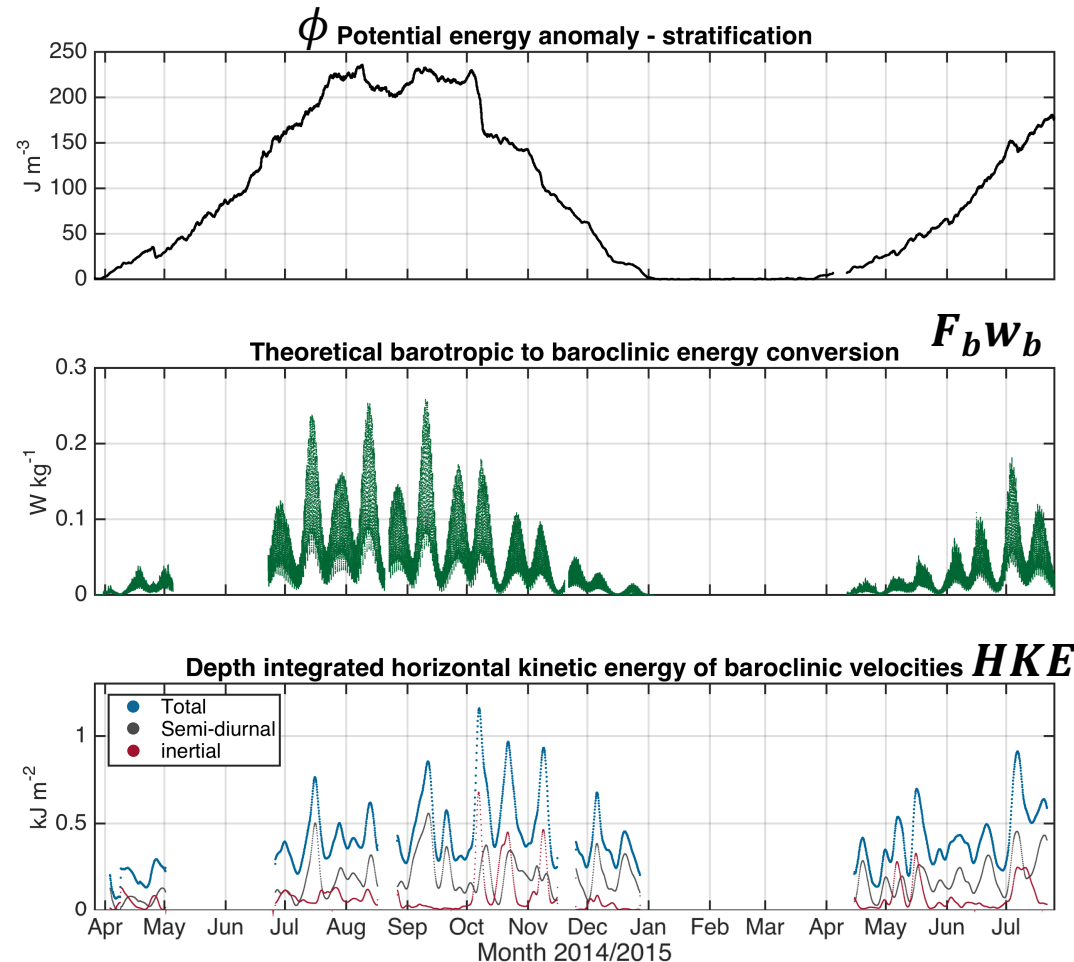 ϕ Potential energy anomaly - stratification
250
200
150
100
50
0
J m⁻³
Theoretical barotropic to baroclinic energy conversion F_b w_b
0.3
0.2
0.1
0
W kg⁻¹
Depth integrated horizontal kinetic energy of baroclinic velocities HKE
Total
Semi-diurnal
inertial
1
0.5
0
kJ m⁻²
Apr May Jun Jul Aug Sep Oct Nov Dec Jan Feb Mar Apr May Jun Jul
Month 2014/2015